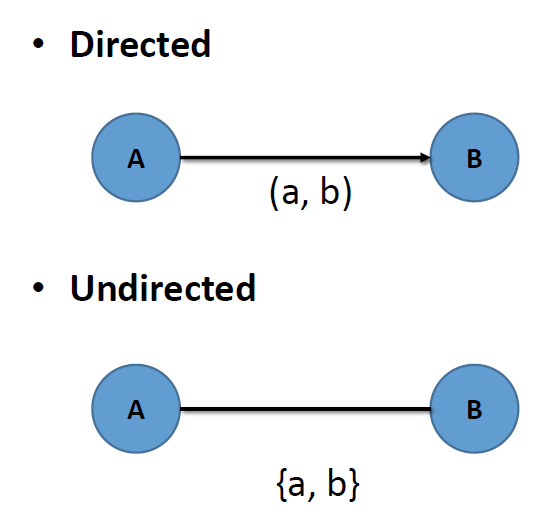 • Directed
A B
(a, b)
• Undirected
A B
{a, b}